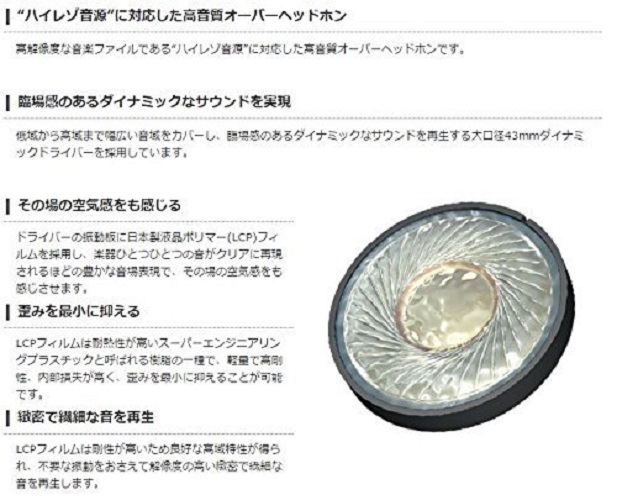 "ハイレゾ音源"に対応した高音質オーバーヘッドホン
高解像度な音楽ファイルである"ハイレゾ音源"に対応した高音質オーバーヘッドホンです。
臨場感のあるダイナミックなサウンドを実現
低域から高域まで幅広い音域をカバーし、臨場感のあるダイナミックなサウンドを再生する大口径43mmダイナミ
ックドライバーを採用しています。
その場の空気感をも感じる
ドライバーの振動板に日本製液晶ポリマー(LCP)フィ
ルムを採用し、楽器ひとつひとつの音がクリアに再現
されるほどの豊かな音場表現で、その場の空気感をも
感じさせます。
歪みを最小に抑える
LCPフィルムは耐熱性が高いスーパーエンジニアリン
グプラスチックと呼ばれる樹脂の一種で、軽量で高剛
性、内部損失が高く、歪みを最小に抑えることが可能
です。
緻密で繊細な音を再生
LCPフィルムは剛性が高いため良好な高域特性が得ら
れ、不要な振動をおさえて解像度の高い緻密で繊細な
音を再生します。